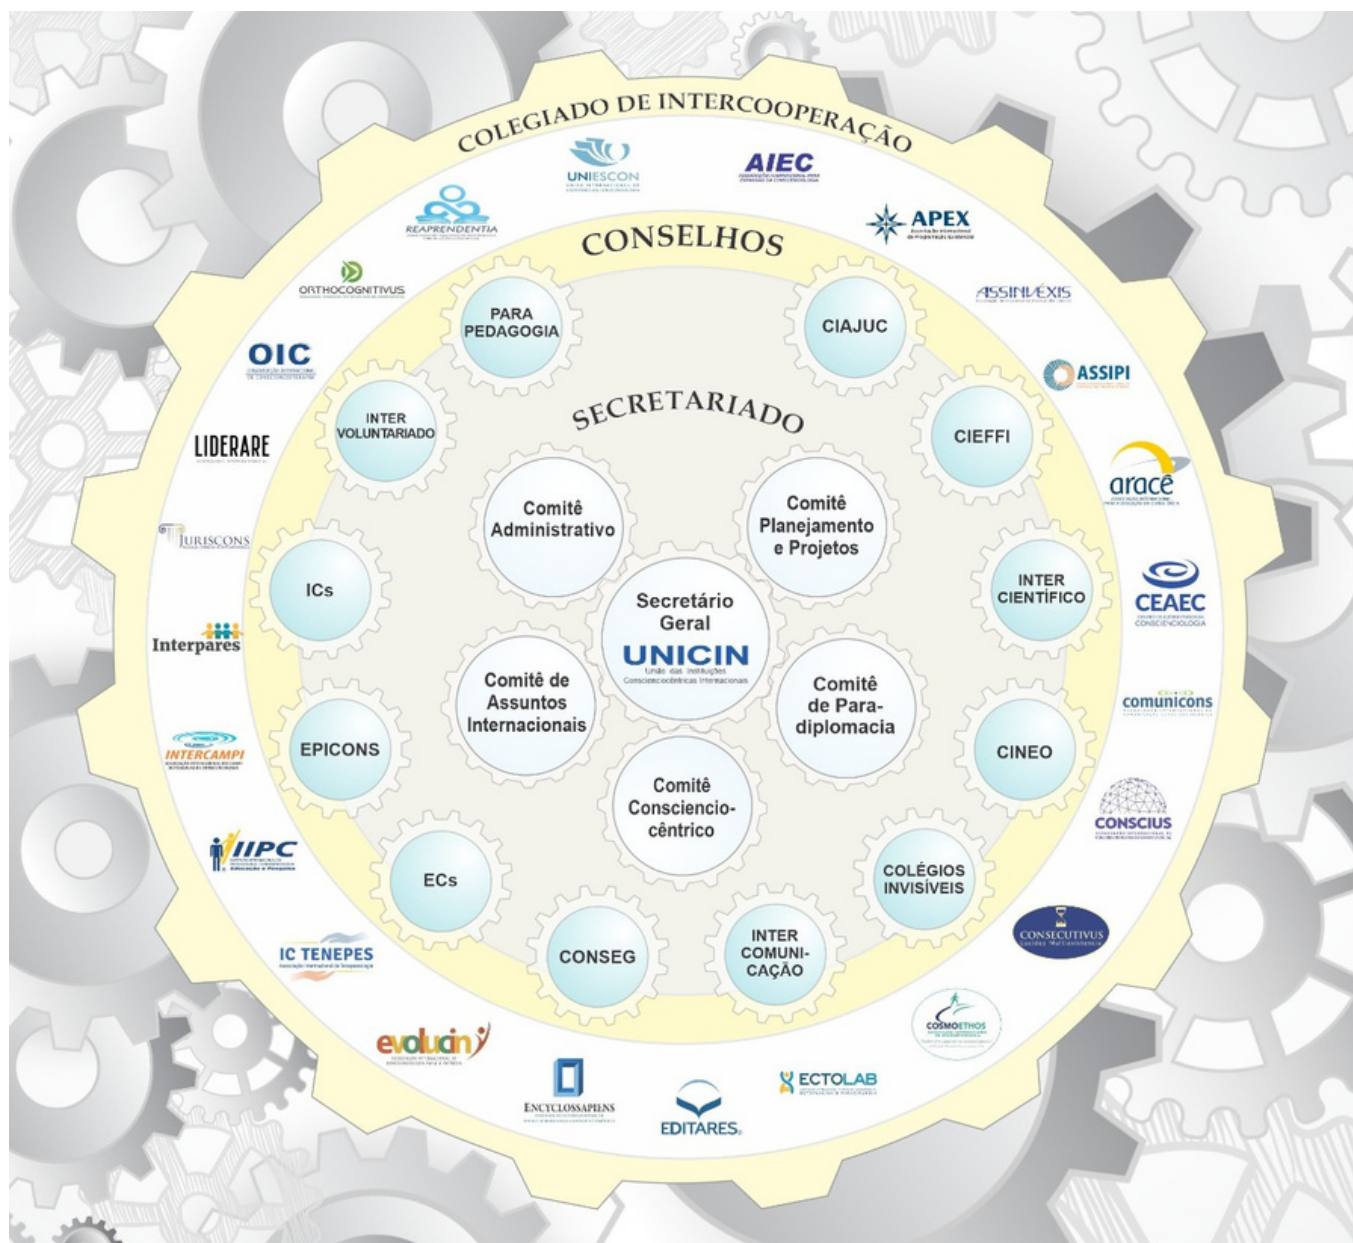 COLEGIADO DE INTERCOOPERAÇÃO
UNIESCON
AIEC
REAPRENDENTIA
APEX
ORTHOCOGNITIVUS
ASSINVÉXIS
OIC
ASSIPI
LIDERARE
aracê
JURISCONS
CEAEC
CONSCIENCIOLOGIA
Interpares
comunicons
INTERCAMPI
CONSCIUS
IIPC
Educação e Pesquisa
CONSECUTIVUS
IC TENEPES
COSMOETHOS
evolucin
ECTOLAB
ENCYCLOSSAPIENS
EDITARES
CONSELHOS
PARA
PEDAGOGIA
CIAJUC
INTER
VOLUNTARIADO
CIEFFI
ICs
INTER
CIENTÍFICO
EPICONS
CINEO
ECs
COLÉGIOS
INVISÍVEIS
CONSEG
INTER
COMUNI-
CAÇÃO
SECRETARIADO
Comitê
Administrativo
Comitê
Planejamento
e Projetos
Secretário
Geral
UNICIN
União das Instituições
Conscienciocêntricas Internacionais
Comitê de
Assuntos
Internacionais
Comitê
de Para-
diplomacia
Comitê
Consciencio-
cêntrico